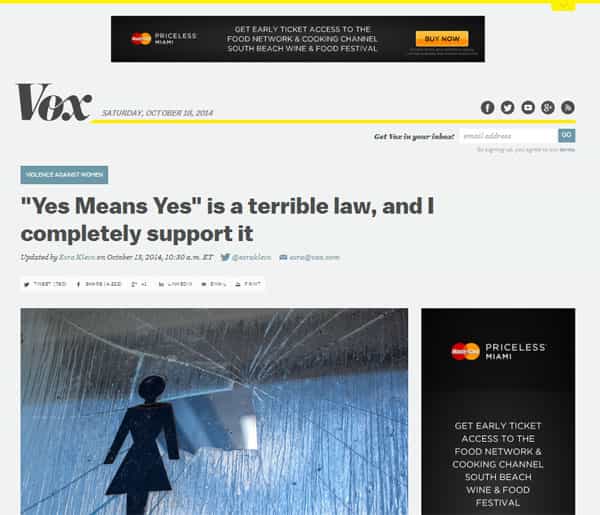 MasterCard
PRICELESS
MIAMI
GET EARLY TICKET ACCESS TO THE
FOOD NETWORK & COOKING CHANNEL
SOUTH BEACH WINE & FOOD FESTIVAL
BUY NOW
Vox
SATURDAY, OCTOBER 18, 2014
Get Vox in your inbox!
email address
GO
By signing up, you agree to our terms
VIOLENCE AGAINST WOMEN
"Yes Means Yes" is a terrible law, and I
completely support it
Updated by Ezra Klein on October 13, 2014, 10:30 a.m. ET
@ezraklein
ezra@vox.com
TWEET
SHARE
+1
LINKEDIN
EMAIL
PRINT
MasterCard
PRICELESS
MIAMI
GET EARLY TICKET
ACCESS TO THE
FOOD NETWORK &
COOKING CHANNEL
SOUTH BEACH
WINE & FOOD
FESTIVAL